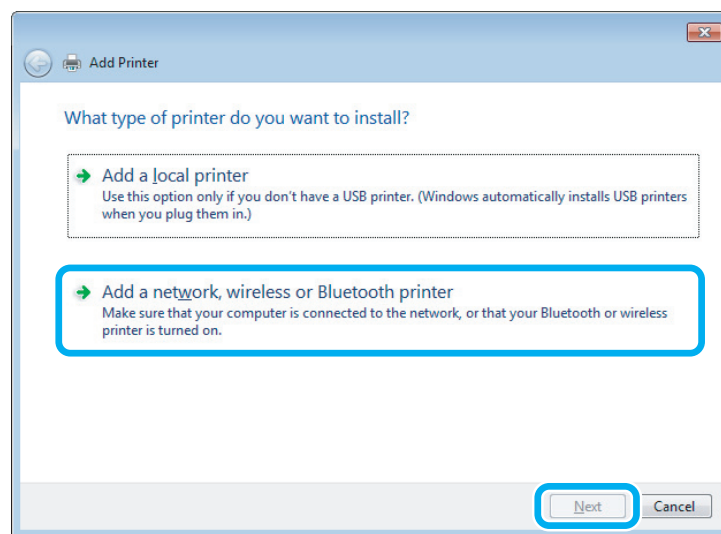 Add Printer
What type of printer do you want to install?
Add a local printer
Use this option only if you don't have a USB printer. (Windows automatically installs USB printers
when you plug them in.)
Add a network, wireless or Bluetooth printer
Make sure that your computer is connected to the network, or that your Bluetooth or wireless
printer is turned on.
Next Cancel